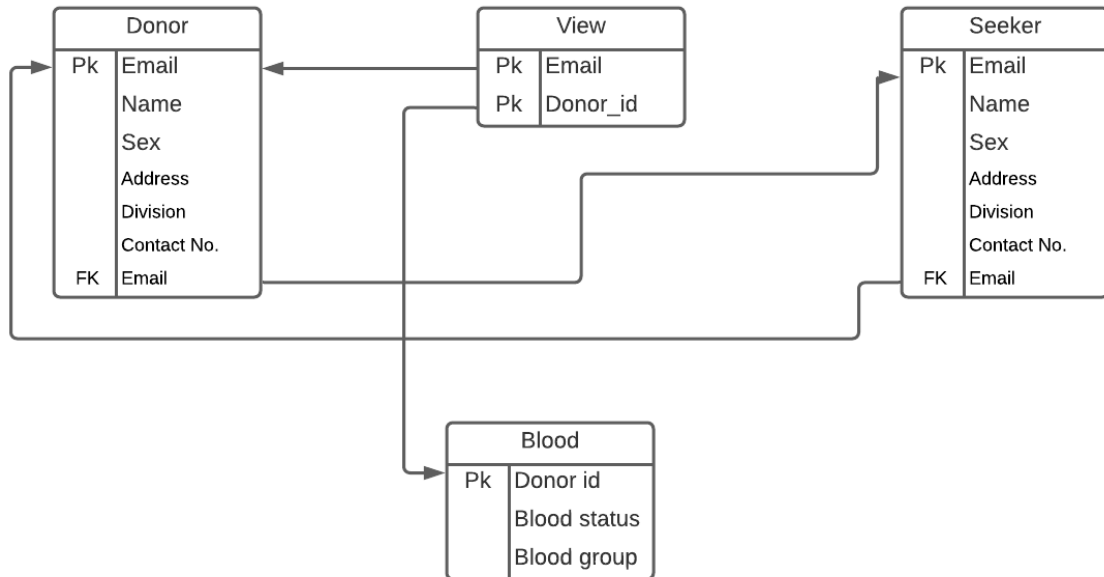 Donor
Pk Email
Name
Sex
Address
Division
Contact No.
FK Email
View
Pk Email
Pk Donor_id
Seeker
Pk Email
Name
Sex
Address
Division
Contact No.
FK Email
Blood
Pk Donor id
Blood status
Blood group